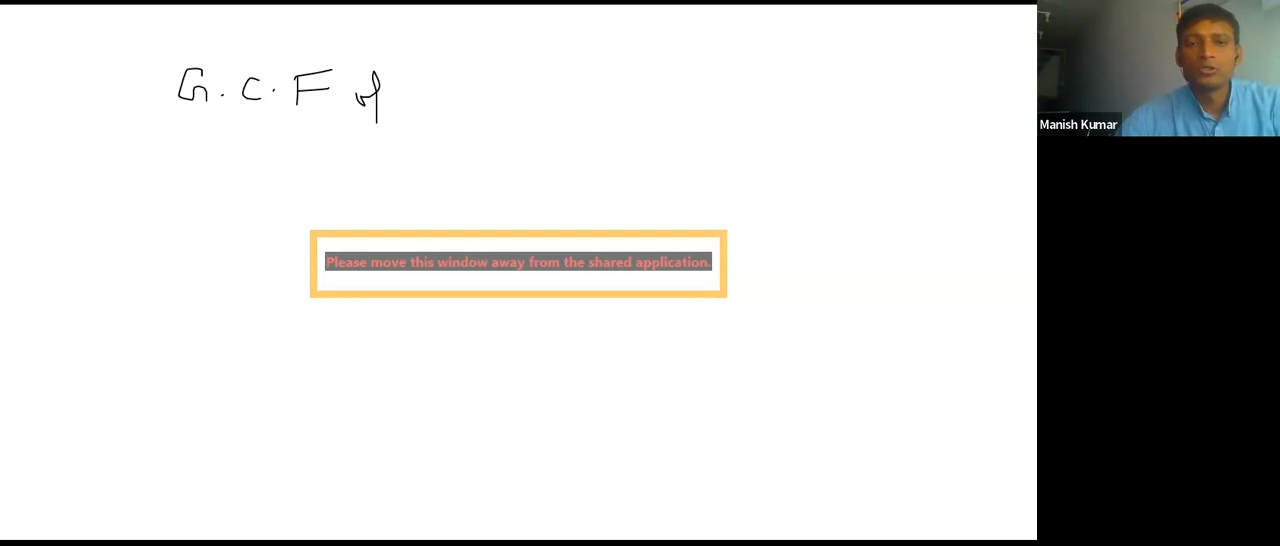 G.C.F of
Please move this window away from the shared application.
Manish Kumar